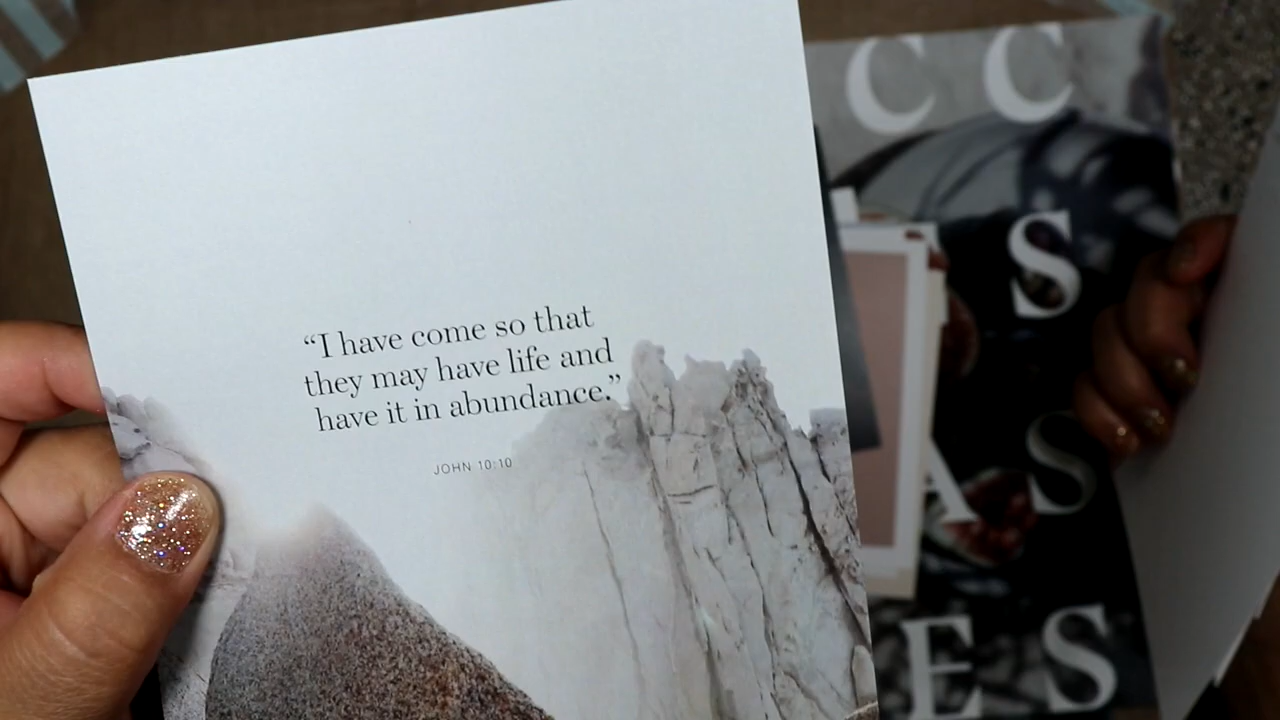 “I have come so that
they may have life and
have it in abundance.”
JOHN 10:10
C C
S
A S
E S